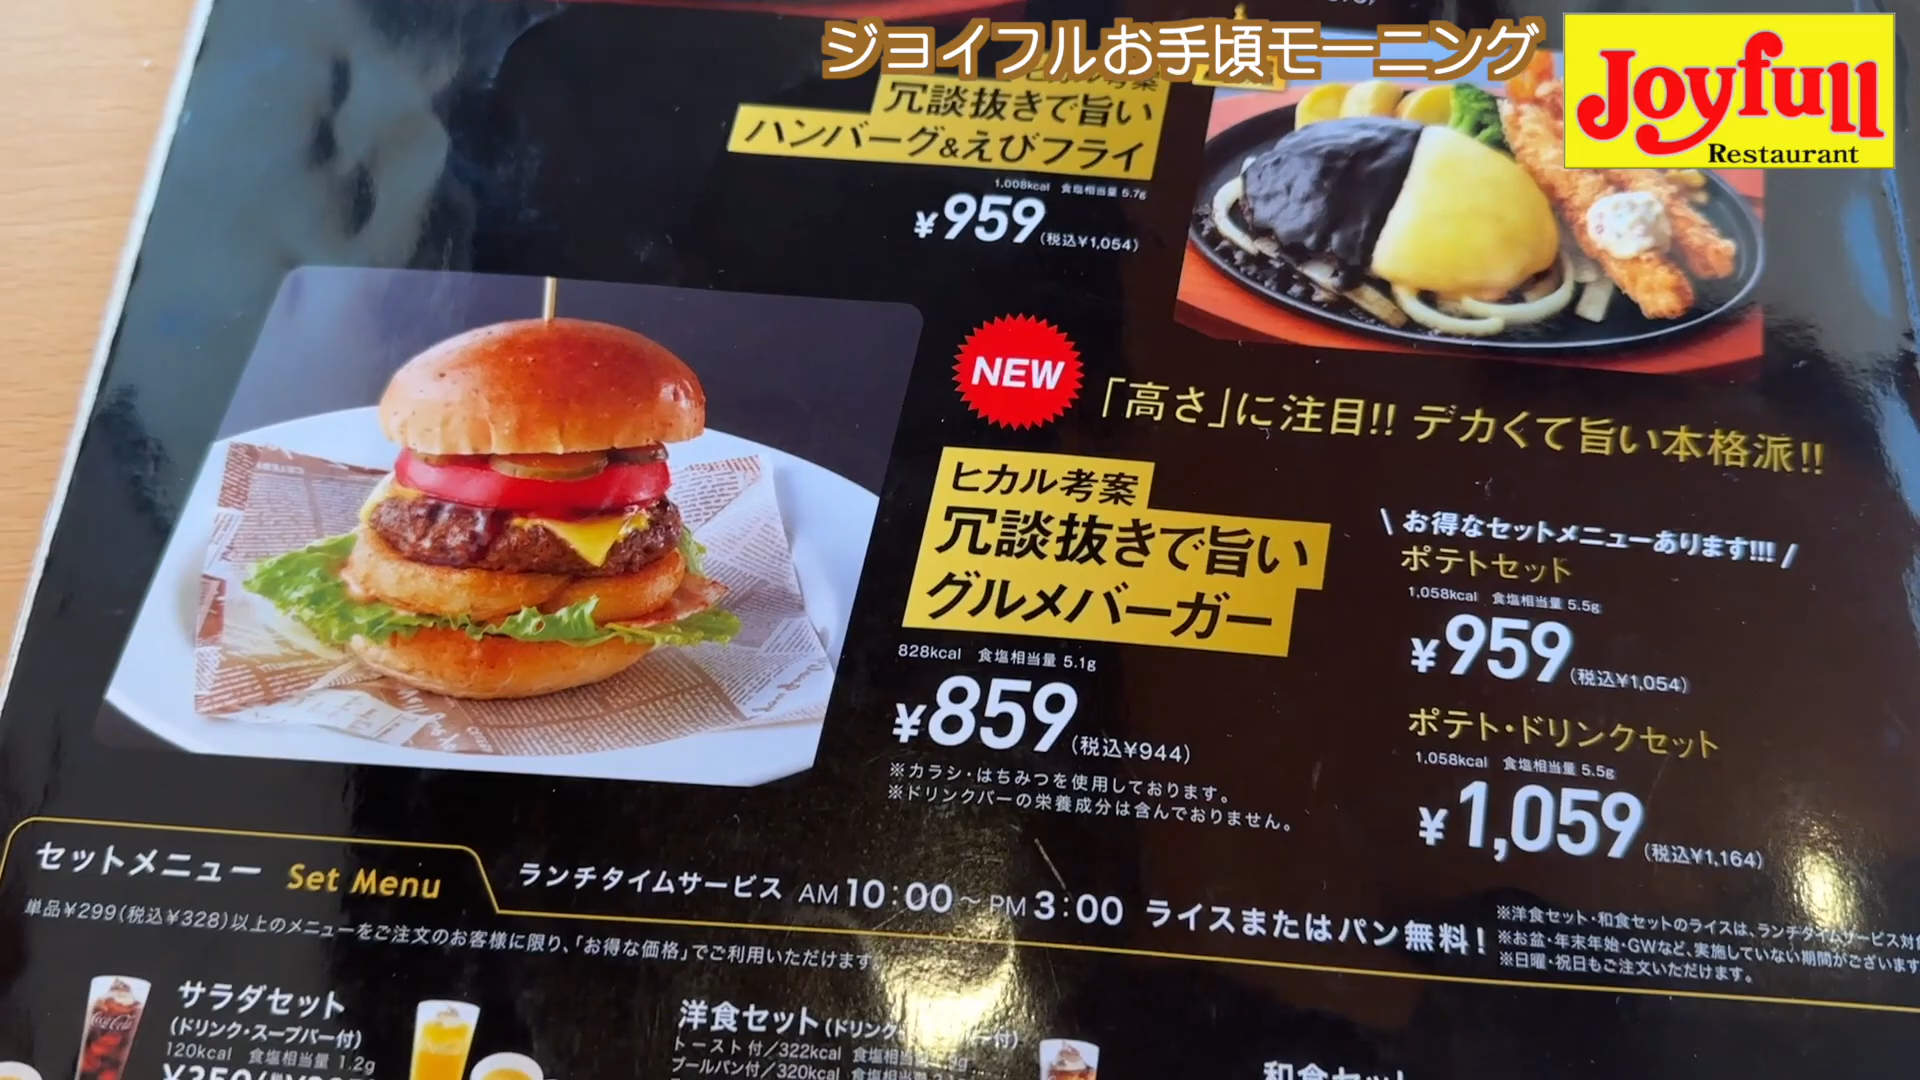 ジョイフルお手頃モーニング
Joyfull
Restaurant
冗談抜きで旨い
ハンバーグ&えびフライ
1,008kcal 食塩相当量 5.7g
¥959(税込¥1,054)
NEW
「高さ」に注目!! デカくて旨い本格派!!
ヒカル考案
冗談抜きで旨い
グルメバーガー
828kcal 食塩相当量 5.1g
¥859(税込¥944)
※カラシ・はちみつを使用しております。
※ドリンクバーの栄養成分は含んでおりません。
\ お得なセットメニューあります!!! /
ポテトセット
1,058kcal 食塩相当量 5.5g
¥959(税込¥1,054)
ポテト・ドリンクセット
1,058kcal 食塩相当量 5.5g
¥1,059(税込¥1,164)
セットメニュー Set Menu
ランチタイムサービス AM10:00～PM3:00 ライスまたはパン無料!
※洋食セット・和食セットのライスは、ランチタイムサービス対
※お盆・年末年始・GWなど、実施していない期間がございます
※日曜・祝日もご注文いただけます。
単品¥299(税込¥328)以上のメニューをご注文のお客様に限り、「お得な価格」でご利用いただけます
サラダセット
(ドリンク・スープバー付)
120kcal 食塩相当量 1.2g
Coca-Cola
洋食セット(ドリンク
トースト付/322kcal 食塩相当
プールパン付/320kcal 食塩相当
和食セット